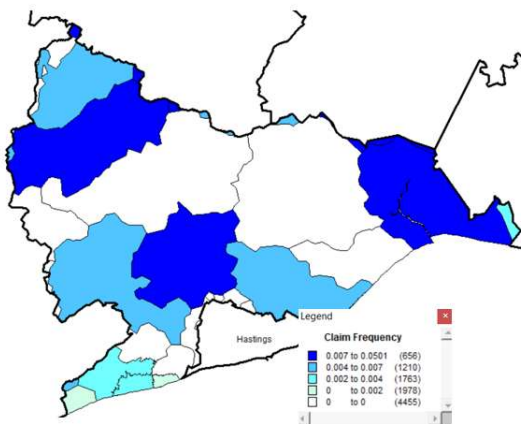 Hastings
Legend
Claim Frequency
0.007 to 0.0501 (656)
0.004 to 0.007 (1210)
0.002 to 0.004 (1763)
0 to 0.002 (1978)
0 to 0 (4455)